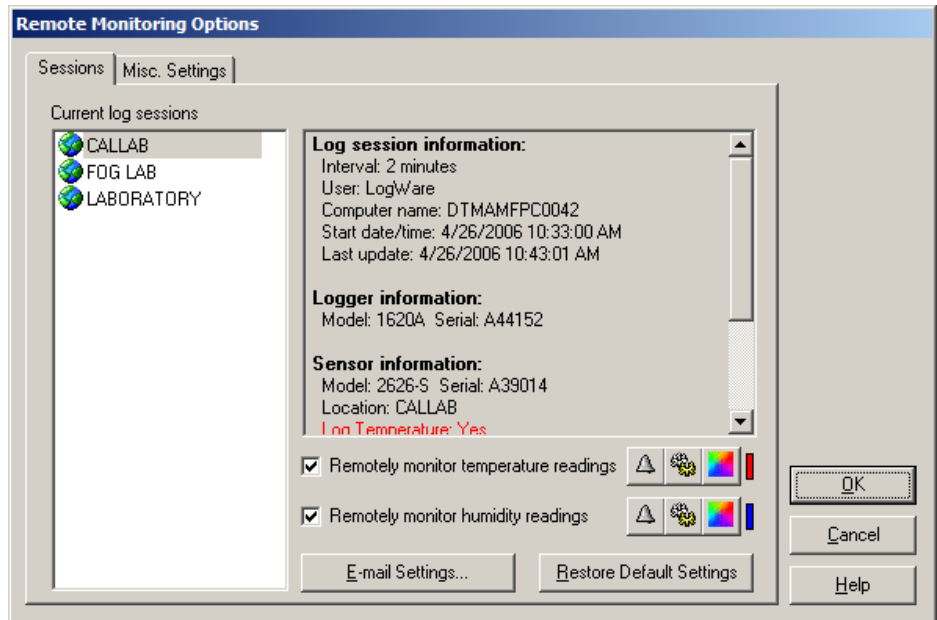 Remote Monitoring Options
Sessions
Misc. Settings
Current log sessions
CALLAB
FOG LAB
LABORATORY
Log session information:
Interval: 2 minutes
User: LogWare
Computer name: DTMAMFPC0042
Start date/time: 4/26/2006 10:33:00 AM
Last update: 4/26/2006 10:43:01 AM
Logger information:
Model: 1620A Serial: A44152
Sensor information:
Model: 2626-S Serial: A39014
Location: CALLAB
Log Temperature: Yes
Remotely monitor temperature readings
Remotely monitor humidity readings
E-mail Settings...
Restore Default Settings
OK
Cancel
Help